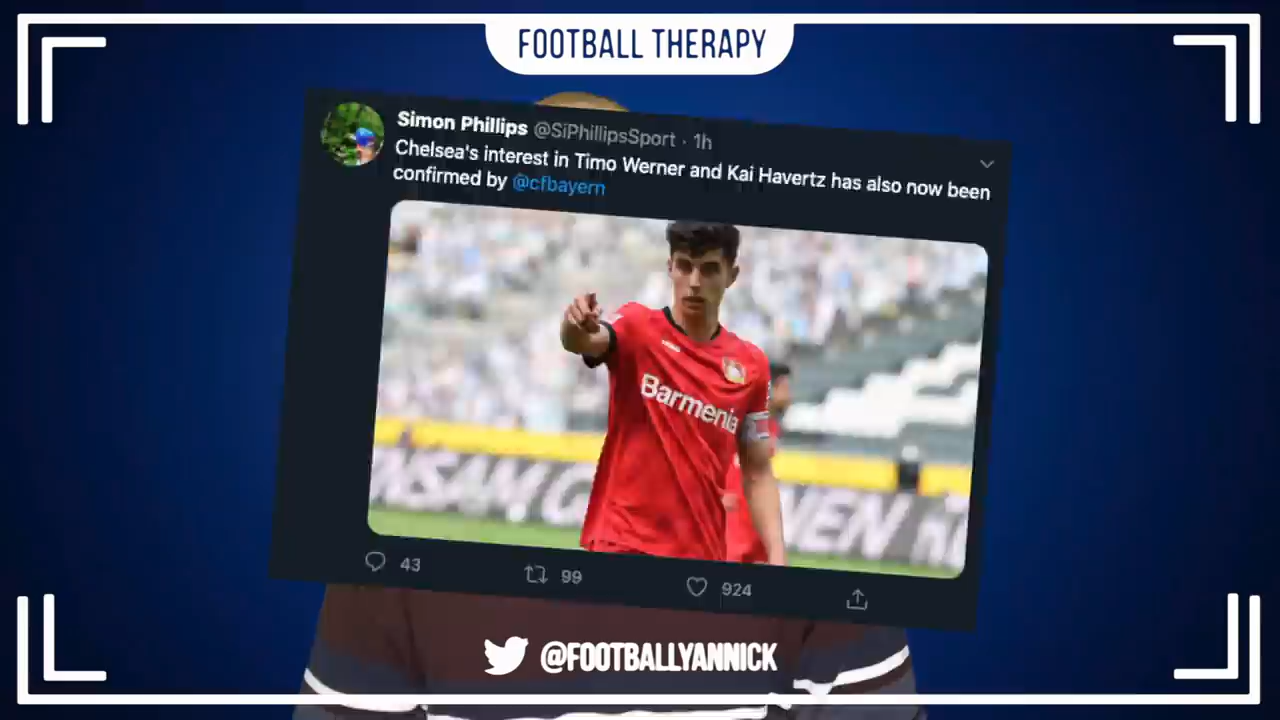 FOOTBALL THERAPY
Simon Phillips @SiPhillipsSport · 1h
Chelsea's interest in Timo Werner and Kai Havertz has also now been
confirmed by @cfbayern
Barmenia
43 99 924
@FOOTBALLYANNICK